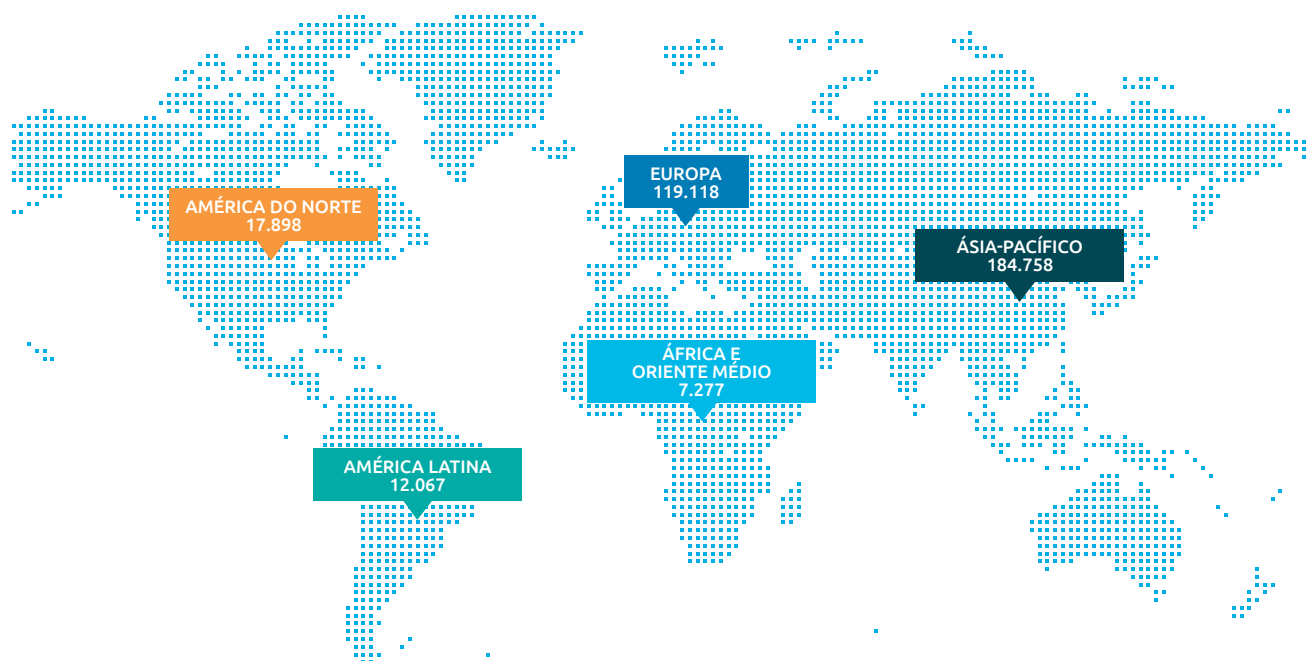 EUROPA
119.118
AMÉRICA DO NORTE
17.898
ÁSIA-PACÍFICO
184.758
ÁFRICA E
ORIENTE MÉDIO
7.277
AMÉRICA LATINA
12.067